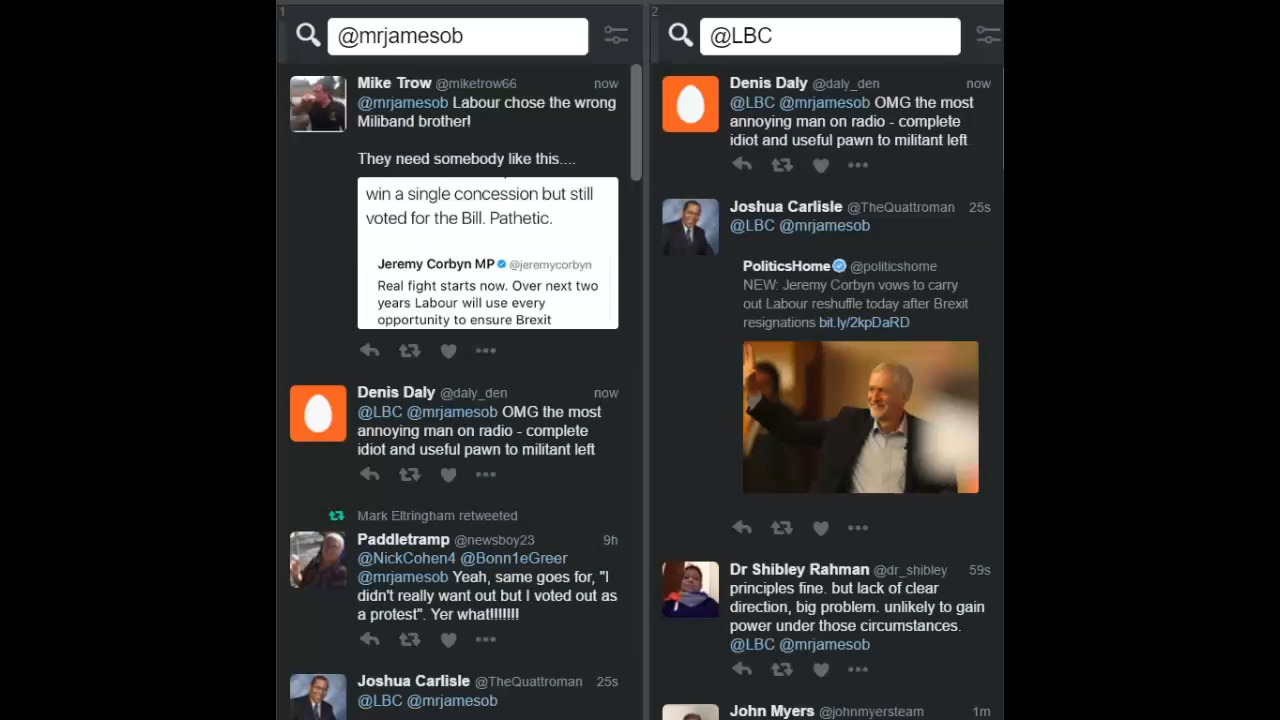 1
@mrjamesob
Mike Trow @miketrow66 now
@mrjamesob Labour chose the wrong
Miliband brother!
They need somebody like this....
win a single concession but still
voted for the Bill. Pathetic.
Jeremy Corbyn MP @jeremycorbyn
Real fight starts now. Over next two
years Labour will use every
opportunity to ensure Brexit
Denis Daly @daly_den now
@LBC @mrjamesob OMG the most
annoying man on radio - complete
idiot and useful pawn to militant left
Mark Eltringham retweeted
Paddletramp @newsboy23 9h
@NickCohen4 @Bonn1eGreer
@mrjamesob Yeah, same goes for, "I
didn't really want out but I voted out as
a protest". Yer what!!!!!!!
Joshua Carlisle @TheQuattroman 25s
@LBC @mrjamesob
2
@LBC
Denis Daly @daly_den now
@LBC @mrjamesob OMG the most
annoying man on radio - complete
idiot and useful pawn to militant left
Joshua Carlisle @TheQuattroman 25s
@LBC @mrjamesob
PoliticsHome @politicshome
NEW: Jeremy Corbyn vows to carry
out Labour reshuffle today after Brexit
resignations bit.ly/2kpDaRD
Dr Shibley Rahman @dr_shibley 59s
principles fine. but lack of clear
direction, big problem. unlikely to gain
power under those circumstances.
@LBC @mrjamesob
John Myers @johnmyersteam 1m